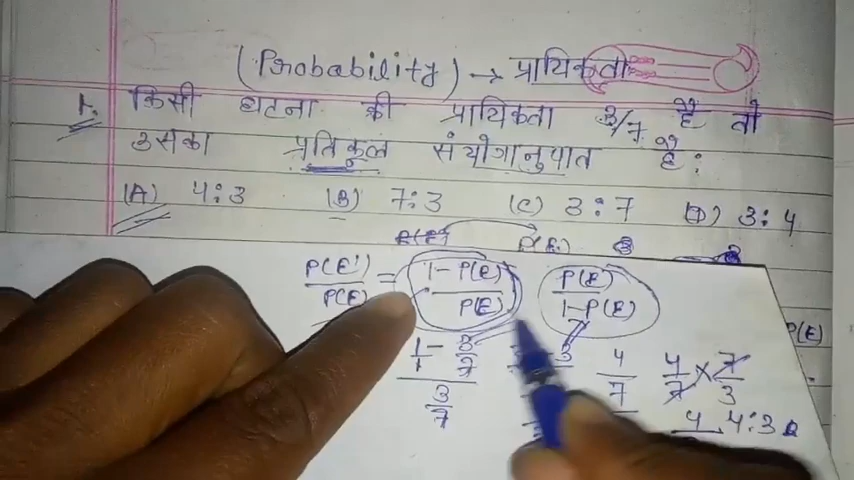 (Probability) → प्रायिकता
1. किसी घटना की प्रायिकता 3/7 है तो
उसका प्रतिकूल संयोगानुपात है:
(A) 4:3 (B) 7:3 (C) 3:7 (D) 3:4
P(E')/P(E) = 1-P(E)/P(E) P(E)/1-P(E)
1/1 - 3/7 / 3/7
4/7
4/7 × 7/3
4 4:3
P(E)